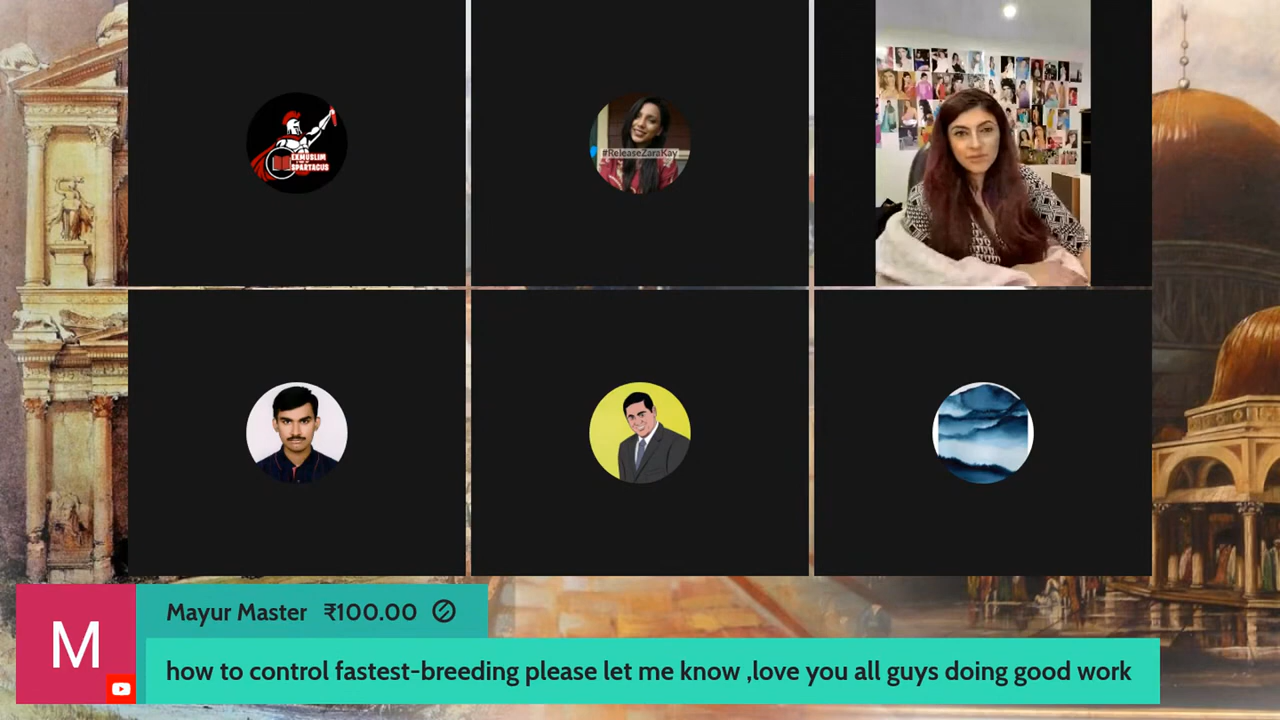 EXMUSLIM
SPARTACUS
#ReleaseZaraKay
M
Mayur Master ₹100.00
how to control fastest-breeding please let me know ,love you all guys doing good work